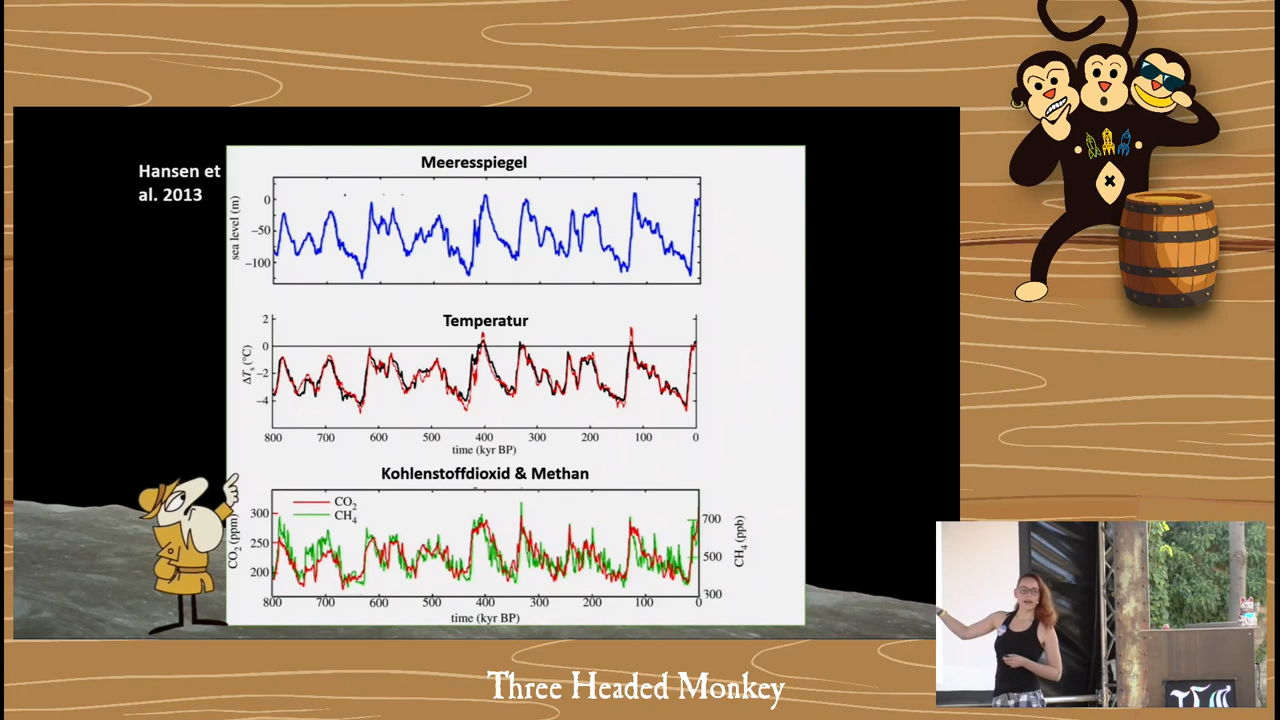 Hansen et
al. 2013
Meeresspiegel
sea level (m)
0
−50
−100
Temperatur
ΔTs (°C)
2
0
−2
−4
800 700 600 500 400 300 200 100 0
time (kyr BP)
Kohlenstoffdioxid & Methan
CO2
CH4
CO2 (ppm)
300
250
200
CH4 (ppb)
700
500
300
800 700 600 500 400 300 200 100 0
time (kyr BP)
Three Headed Monkey